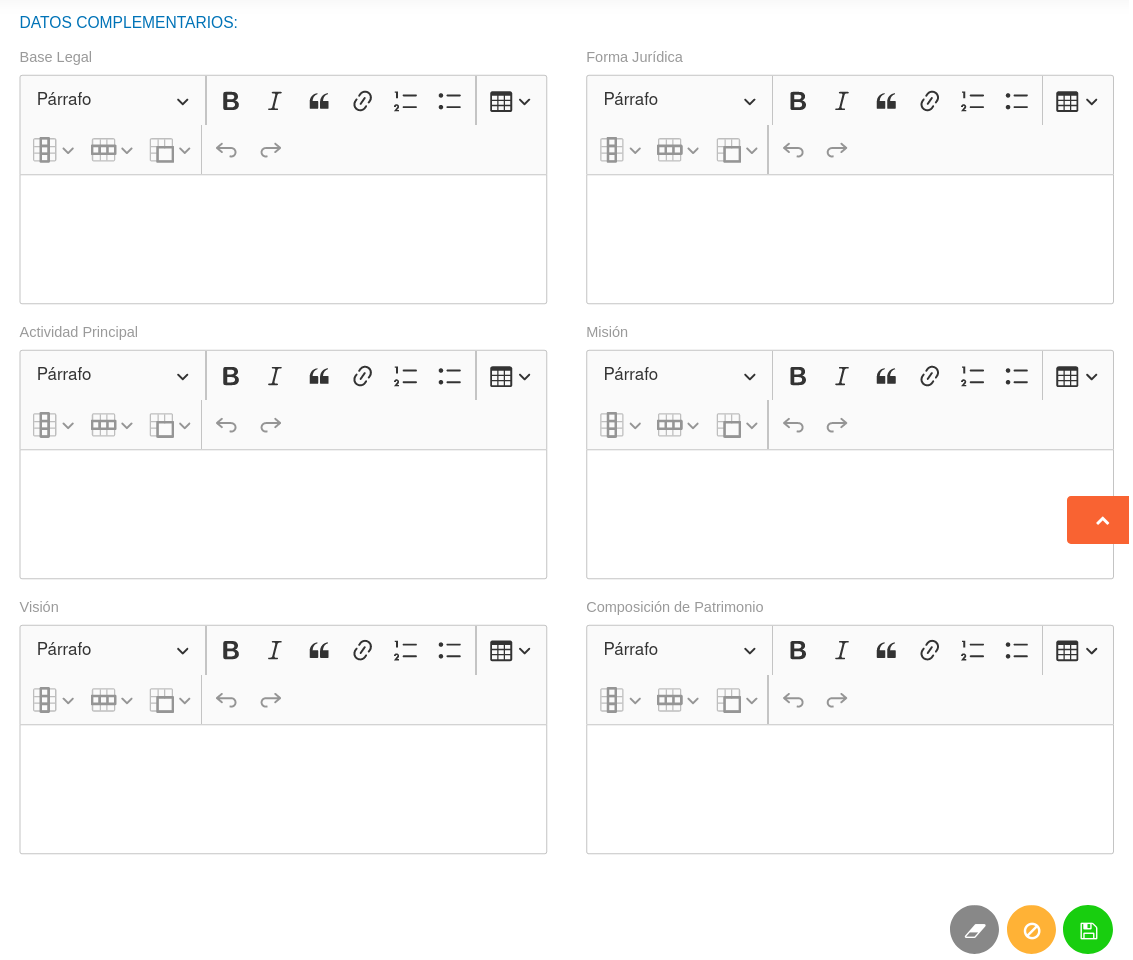 DATOS COMPLEMENTARIOS:
Base Legal
Párrafo
Forma Jurídica
Párrafo
Actividad Principal
Párrafo
Misión
Párrafo
Visión
Párrafo
Composición de Patrimonio
Párrafo